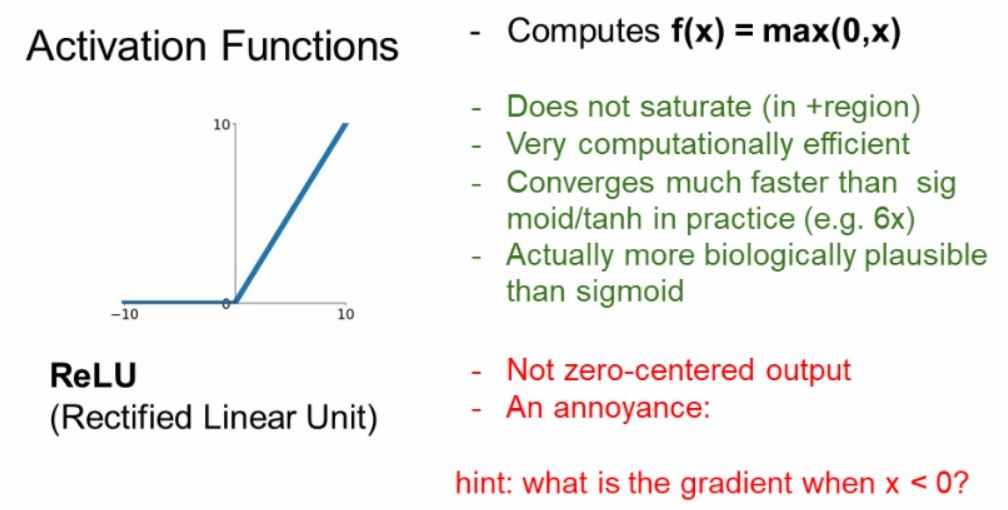 Activation Functions
- Computes f(x) = max(0,x)
- Does not saturate (in +region)
- Very computationally efficient
- Converges much faster than sig
moid/tanh in practice (e.g. 6x)
- Actually more biologically plausible
than sigmoid
10
0
−10
10
ReLU
(Rectified Linear Unit)
- Not zero-centered output
- An annoyance:
hint: what is the gradient when x < 0?